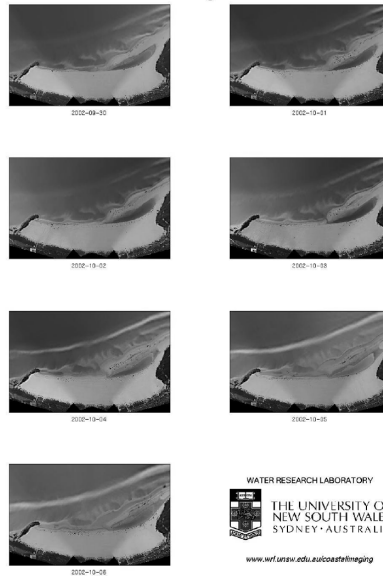 2002-09-30
2002-10-01
2002-10-02
2002-10-03
2002-10-04
2002-10-05
2002-10-06
WATER RESEARCH LABORATORY
THE UNIVERSITY O
NEW SOUTH WALE
SYDNEY•AUSTRALI
www.wrl.unsw.edu.au/coastalimaging